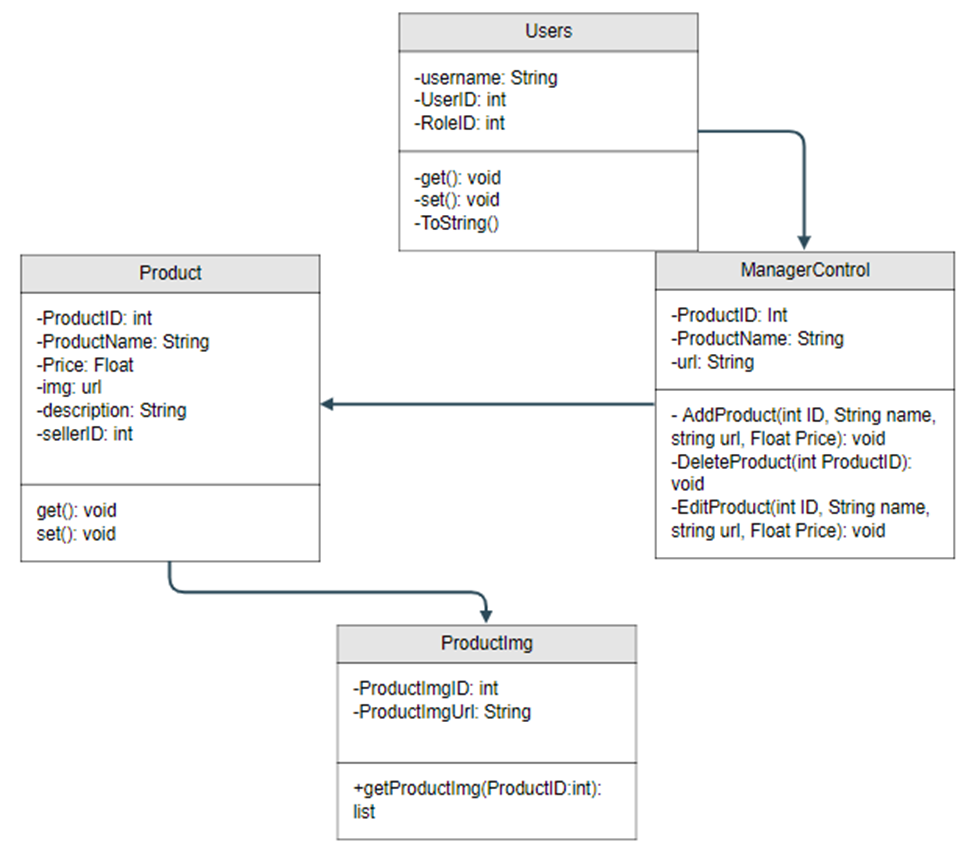 Users
-username: String
-UserID: int
-RoleID: int
-get(): void
-set(): void
-ToString()
Product
-ProductID: int
-ProductName: String
-Price: Float
-img: url
-description: String
-sellerID: int
get(): void
set(): void
ManagerControl
-ProductID: Int
-ProductName: String
-url: String
- AddProduct(int ID, String name,
string url, Float Price): void
-DeleteProduct(int ProductID):
void
-EditProduct(int ID, String name,
string url, Float Price): void
ProductImg
-ProductImgID: int
-ProductImgUrl: String
+getProductImg(ProductID:int):
list